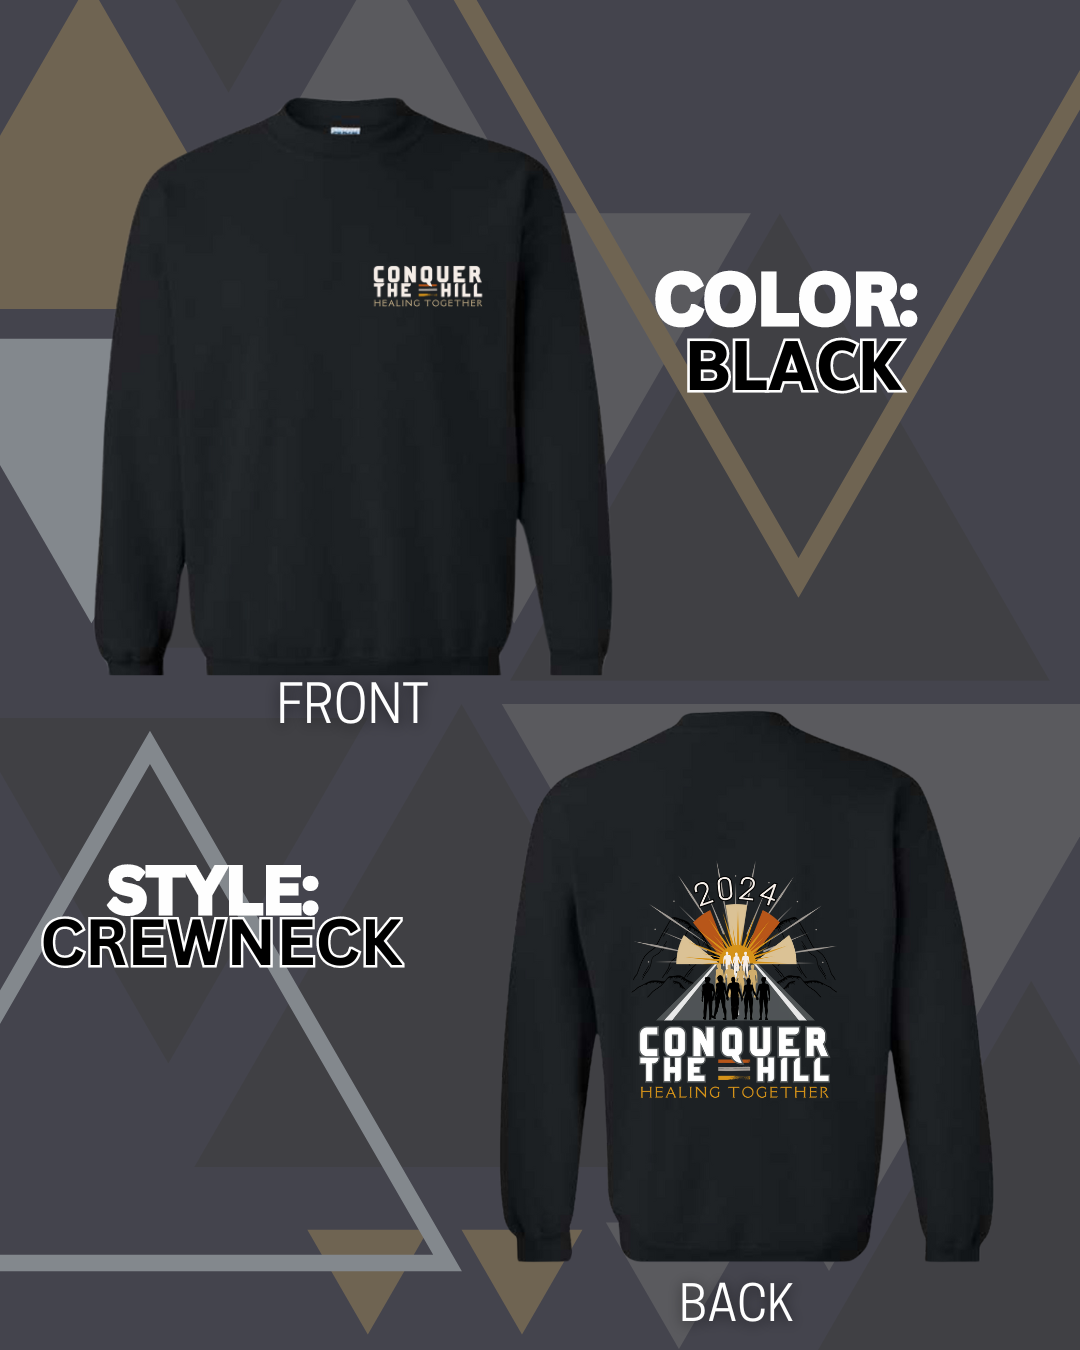 CONQUER
THE HILL
HEALING TOGETHER
COLOR:
BLACK
FRONT
STYLE:
CREWNECK
2024
CONQUER
THE HILL
HEALING TOGETHER
BACK